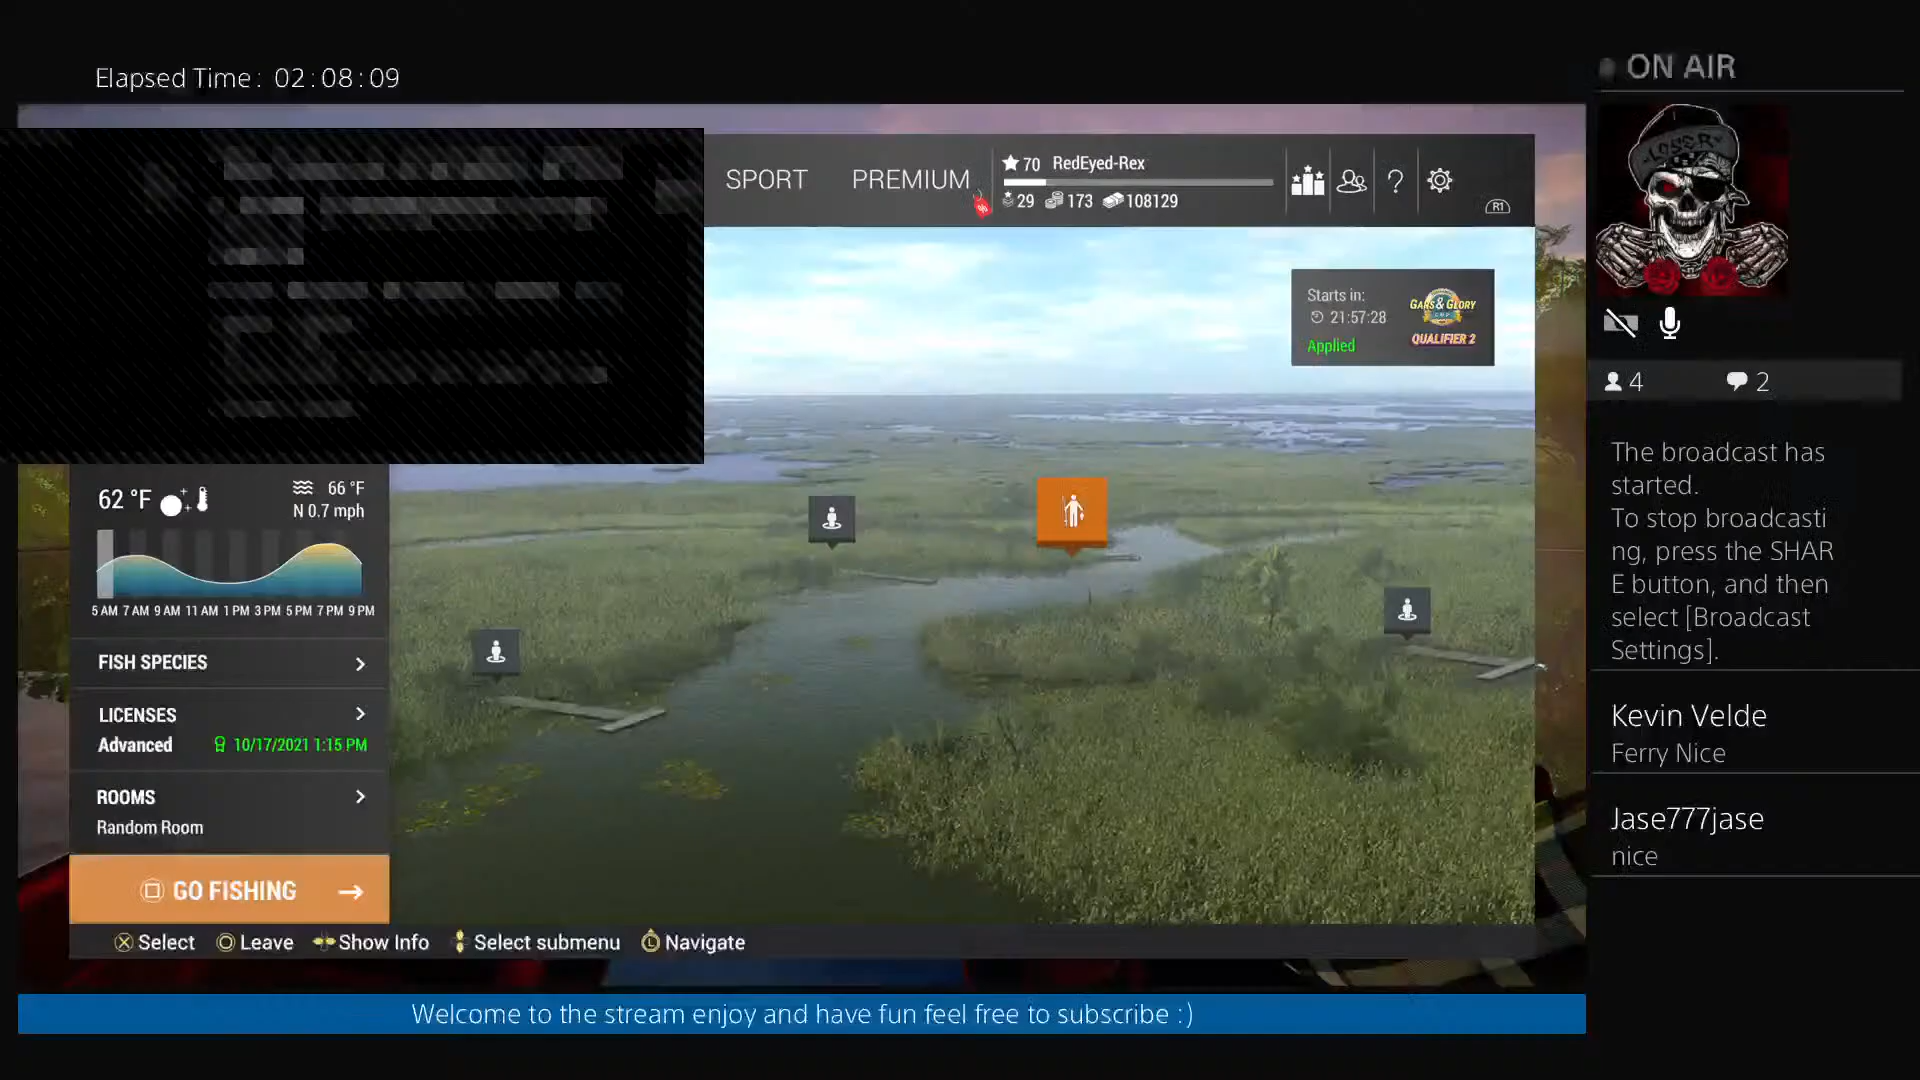 Elapsed Time: 02:08:09
ON AIR
SPORT PREMIUM
70 RedEyed-Rex
29 173 108129
?
R1
LOSER
Starts in:
21:57:28
Applied
GARS & GLORY
CUP
QUALIFIER 2
4 2
The broadcast has
started.
To stop broadcasti
ng, press the SHAR
E button, and then
select [Broadcast
Settings].
62 °F
66 °F
N 0.7 mph
5 AM 7 AM 9 AM 11 AM 1 PM 3 PM 5 PM 7 PM 9 PM
FISH SPECIES
LICENSES
Advanced 10/17/2021 1:15 PM
ROOMS
Random Room
GO FISHING
Select Leave Show Info Select submenu L Navigate
Kevin Velde
Ferry Nice
Jase777jase
nice
Welcome to the stream enjoy and have fun feel free to subscribe :)